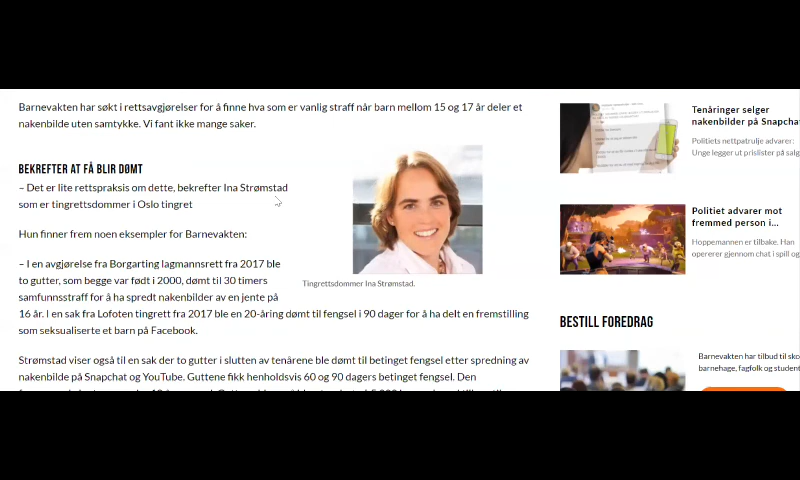 Barnevakten har søkt i rettsavgjørelser for å finne hva som er vanlig straff når barn mellom 15 og 17 år deler et
nakenbilde uten samtykke. Vi fant ikke mange saker.
BEKREFTER AT FÅ BLIR DØMT
– Det er lite rettspraksis om dette, bekrefter Ina Strømstad
som er tingrettsdommer i Oslo tingret
Hun finner frem noen eksempler for Barnevakten:
– I en avgjørelse fra Borgarting lagmannsrett fra 2017 ble
to gutter, som begge var født i 2000, dømt til 30 timers
samfunnsstraff for å ha spredt nakenbilder av en jente på
16 år. I en sak fra Lofoten tingrett fra 2017 ble en 20-åring dømt til fengsel i 90 dager for å ha delt en fremstilling
som seksualiserte et barn på Facebook.
Tingrettsdommer Ina Strømstad.
Strømstad viser også til en sak der to gutter i slutten av tenårene ble dømt til betinget fengsel etter spredning av
nakenbilde på Snapchat og YouTube. Guttene fikk henholdsvis 60 og 90 dagers betinget fengsel. Den
Tenåringer selger
nakenbilder på Snapchat
Politiets nettpatrulje advarer:
Unge legger ut prislister på salg
Politiet advarer mot
fremmed person i...
Hoppemannen er tilbake. Han
opererer gjennom chat i spill og
BESTILL FOREDRAG
Barnevakten har tilbud til sko
barnehage, fagfolk og student